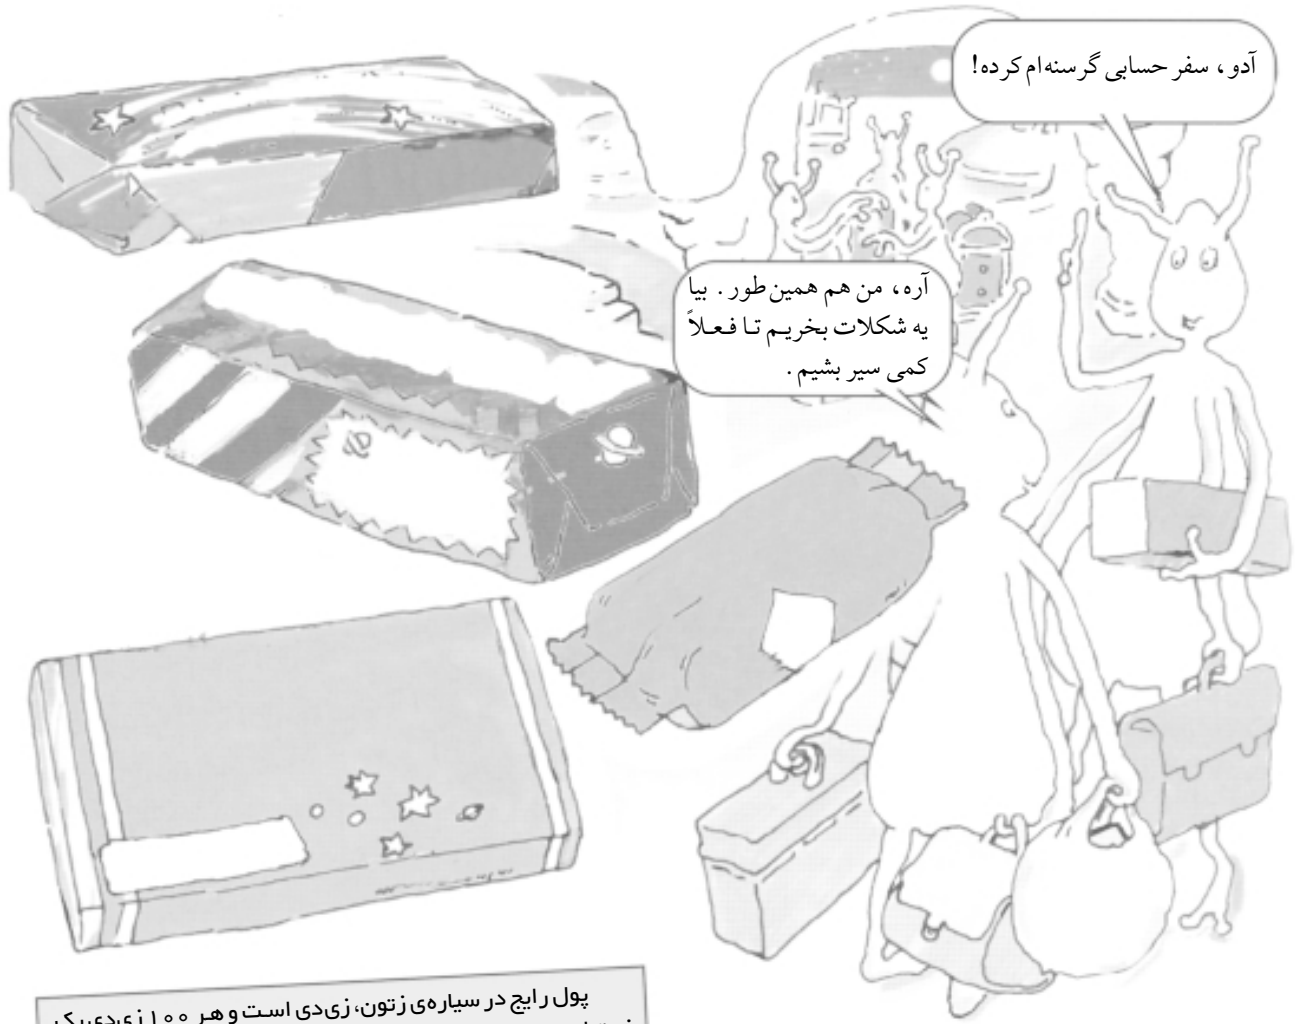 آدو، سفر حسابی گرسنه‌ام کرده!
آره، من هم همین‌طور. بیا
یه شکلات بخریم تا فعلاً
کمی سیر بشیم.
پول رایج در سیاره‌ی زتون، زی‌دی است و هر ۱۰۰ زی‌دی یک